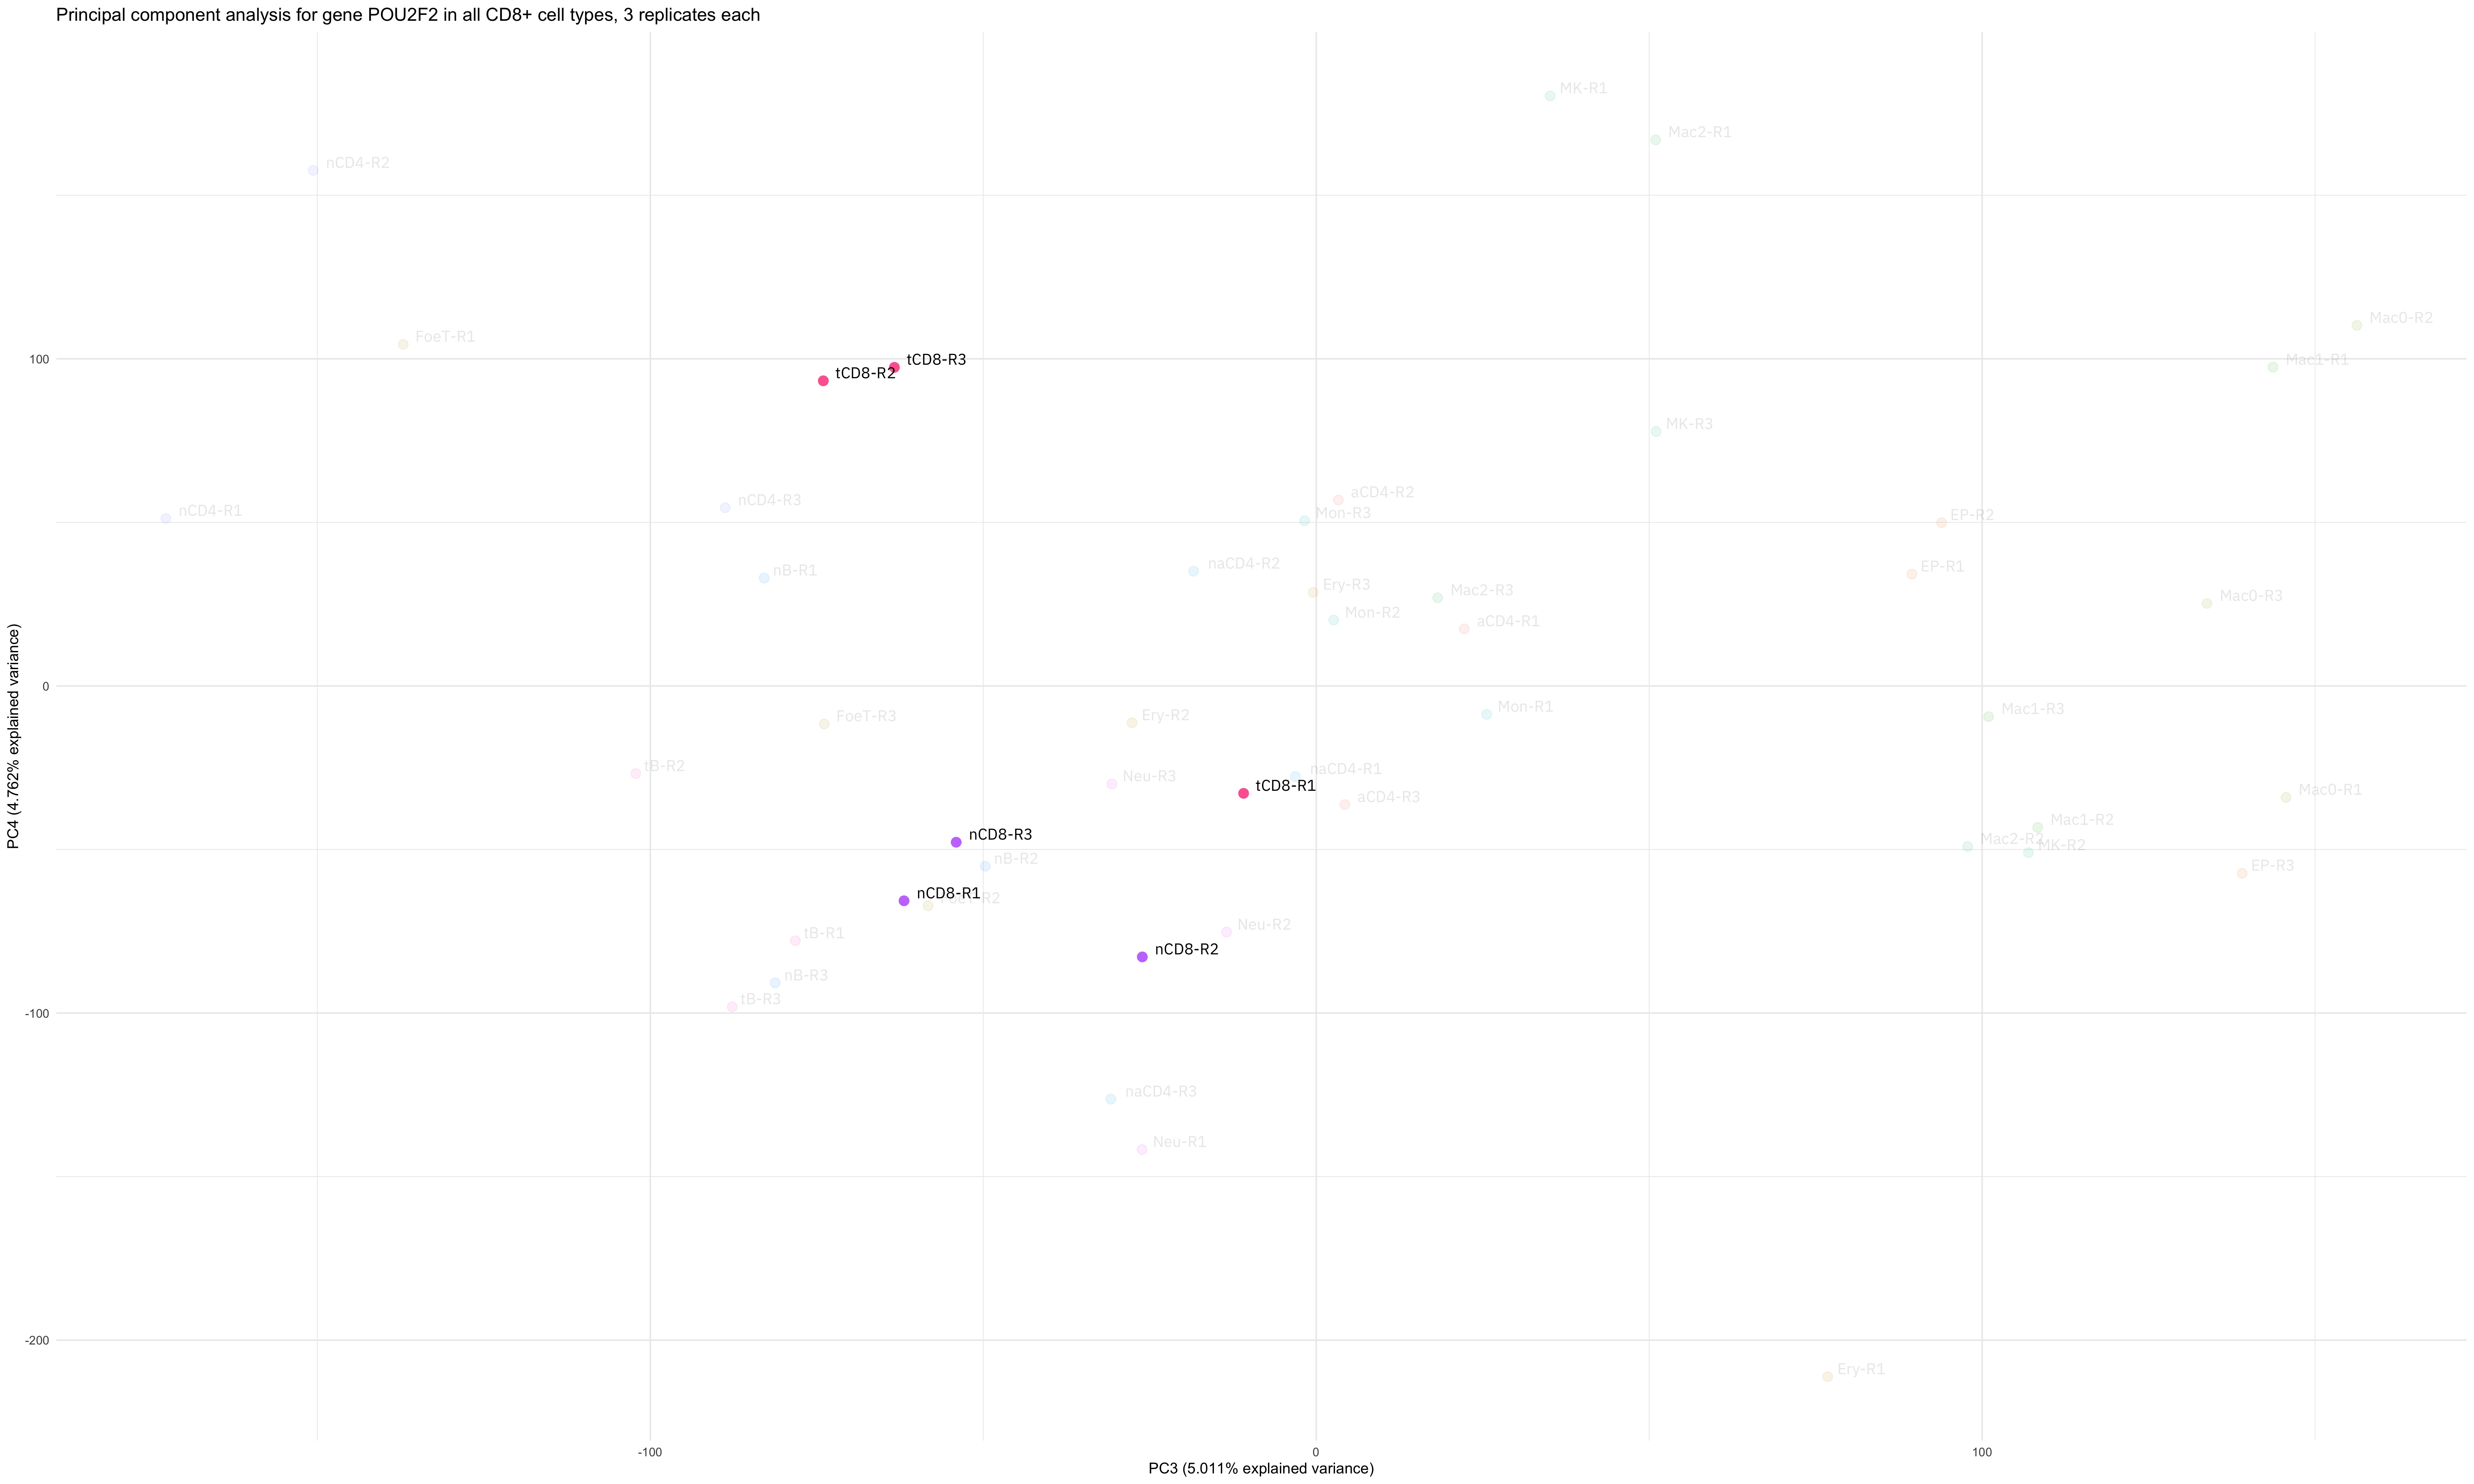 Principal component analysis for gene POU2F2 in all CD8+ cell types, 3 replicates each
MK-R1
Mac2-R1
nCD4-R2
Mac0-R2
FoeT-R1
100
tCD8-R3
Mac1-R1
tCD8-R2
MK-R3
aCD4-R2
nCD4-R3
nCD4-R1
Mon-R3
EP-R2
naCD4-R2
EP-R1
nB-R1
Ery-R3
Mac2-R3
Mac0-R3
Mon-R2
aCD4-R1
PC4 (4.762% explained variance)
0
Mon-R1
Mac1-R3
FoeT-R3
Ery-R2
tB-R2
naCD4-R1
Neu-R3
tCD8-R1
Mac0-R1
aCD4-R3
Mac1-R2
nCD8-R3
Mac2-R2
MK-R2
nB-R2
EP-R3
nCD8-R1
FoeT-R2
Neu-R2
tB-R1
nCD8-R2
nB-R3
tB-R3
-100
naCD4-R3
Neu-R1
-200
Ery-R1
-100
0
100
PC3 (5.011% explained variance)